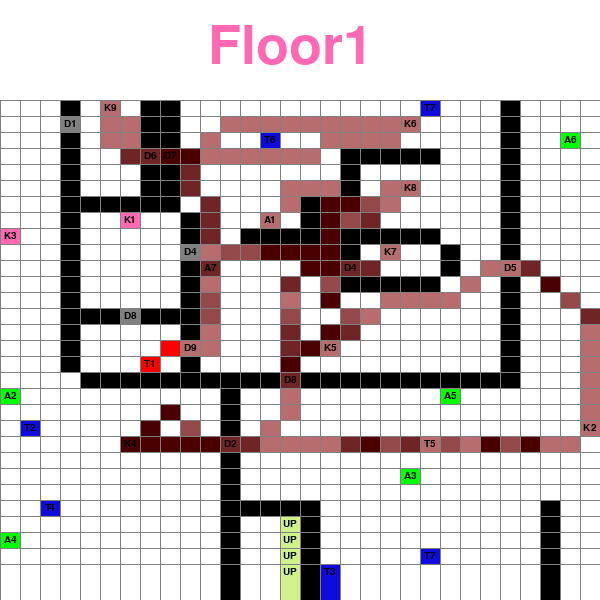 Floor1
K9 T7
D1 K6
T6 A6
D6 D7
K8
K1 A1
K3
D4 K7
A7 D4 D5
D8
D9 K5
T1
D8
A2 A5
T2 K2
K4 D2 T5
A3
T4
UP
A4 UP
UP T7
UP T3